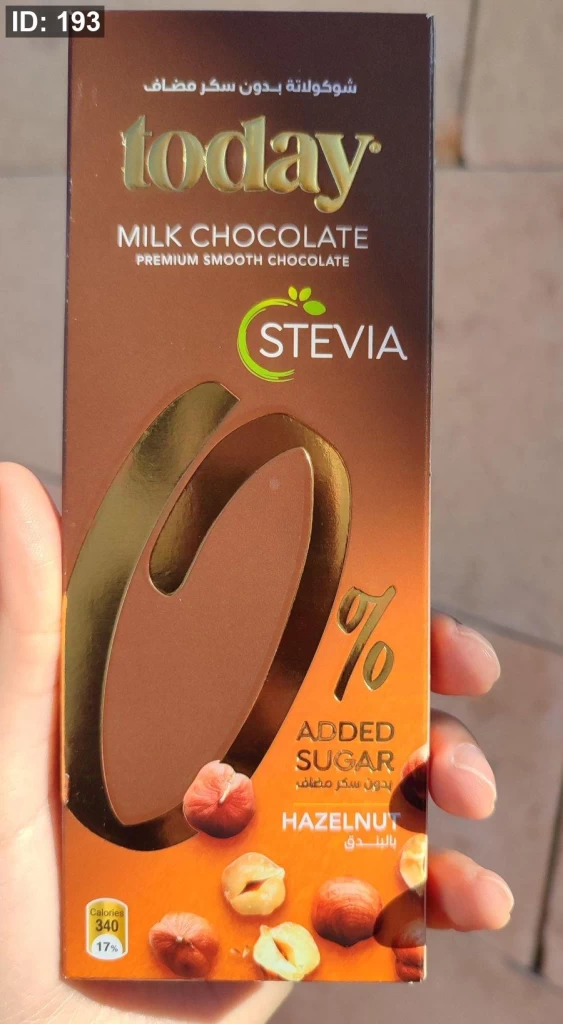 ID: 193
شوكولاتة بدون سكر مضاف
today
MILK CHOCOLATE
PREMIUM SMOOTH CHOCOLATE
STEVIA
0%
ADDED
SUGAR
بدون سكر مضاف
HAZELNUT
بالبندق
Calories
340
17%